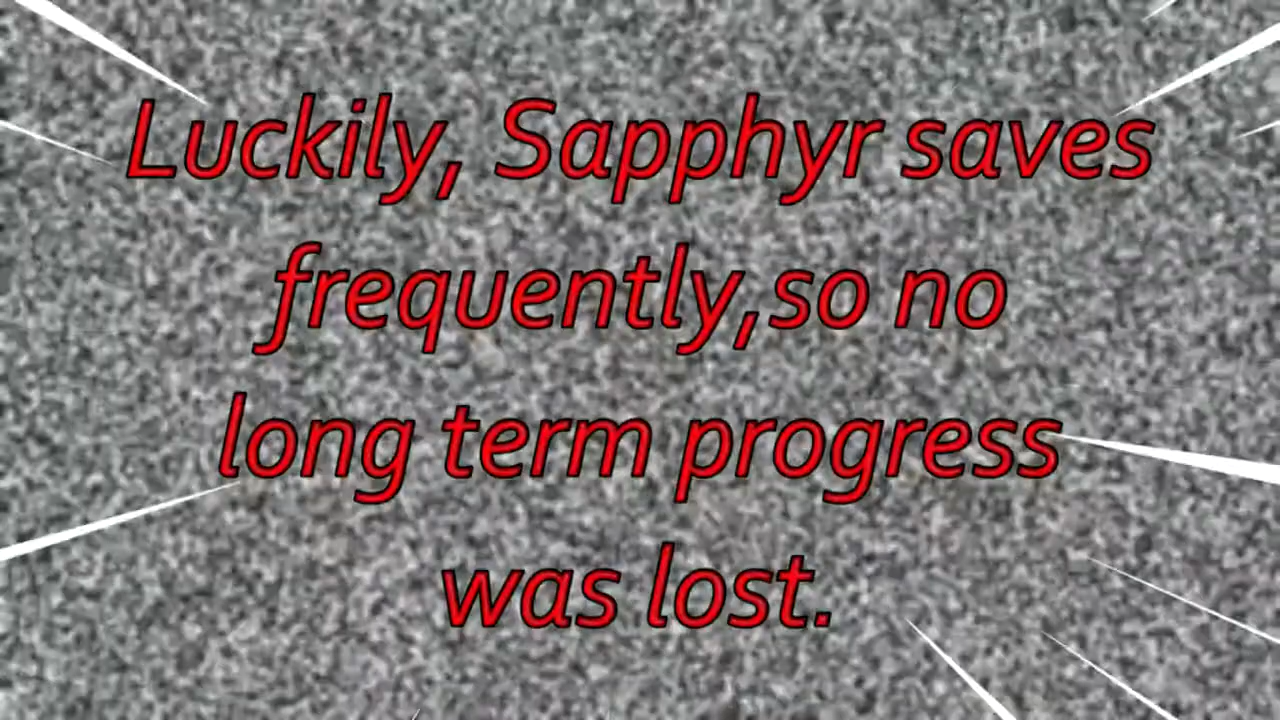 Luckily, Sapphyr saves
frequently,so no
long term progress
was lost.